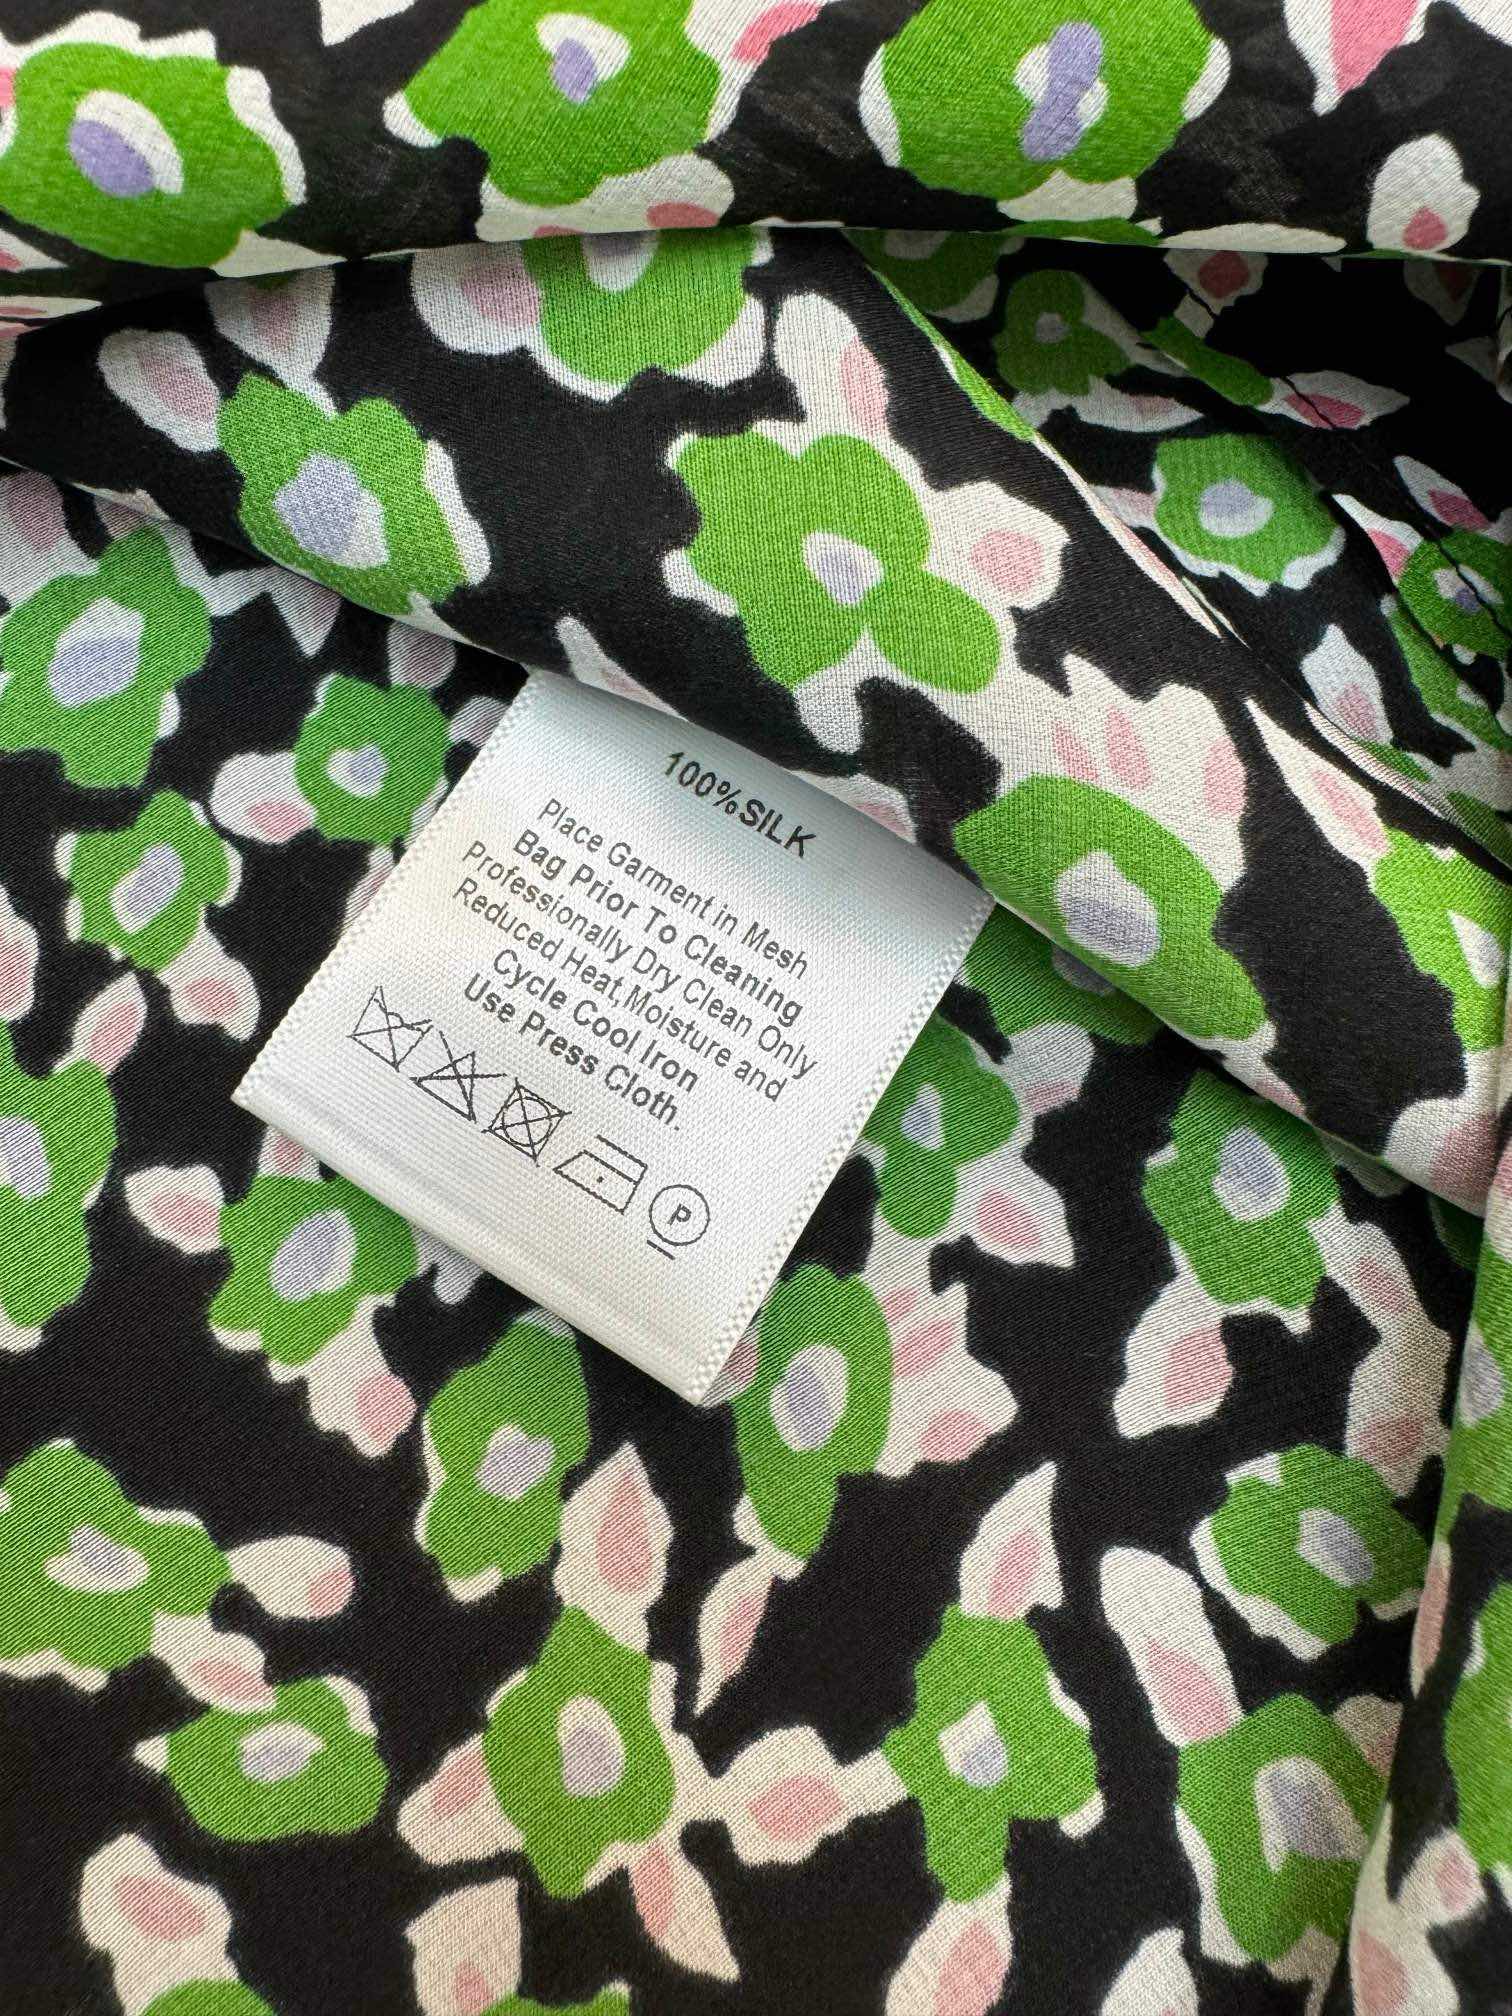 100%SILK
Place Garment in Mesh
Bag Prior To Cleaning
Professionally Dry Clean Only
Reduced Heat,Moisture and
Cycle Cool Iron
Use Press Cloth.
P